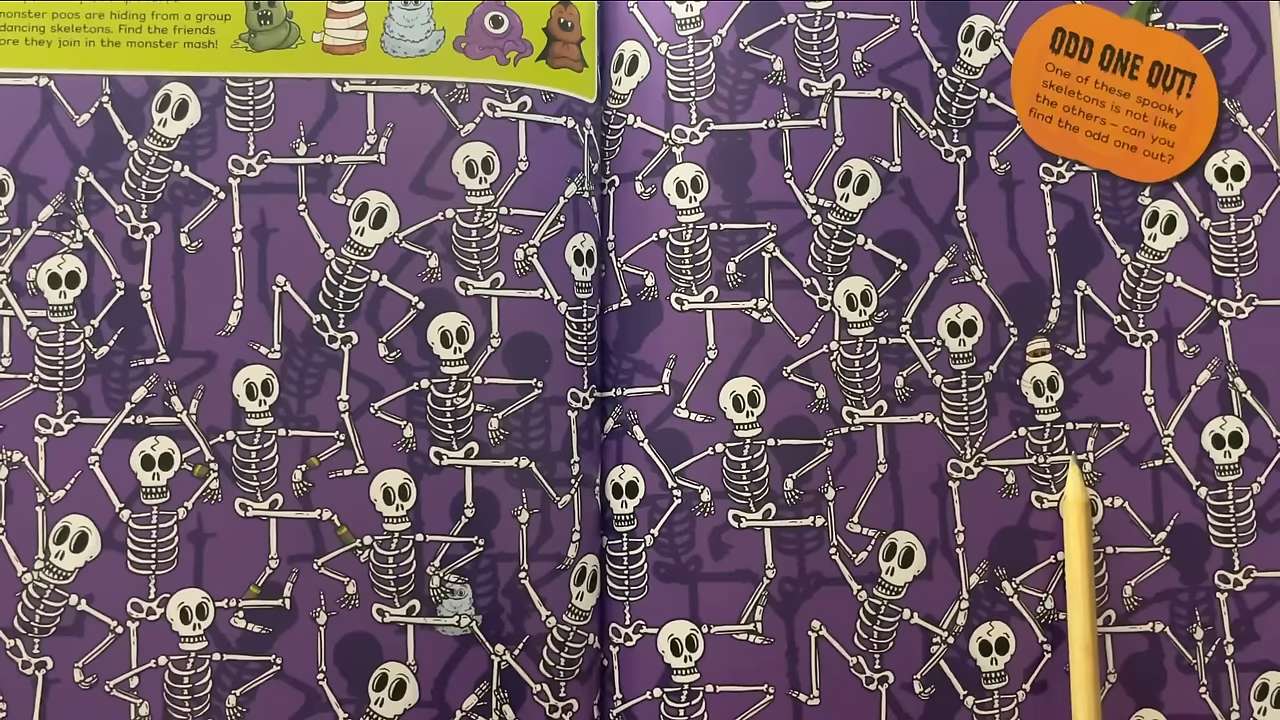 monster poos are hiding from a group
dancing skeletons. Find the friends
ore they join in the monster mash!
ODD ONE OUT!
One of these spooky
skeletons is not like
the others – can you
find the odd one out?